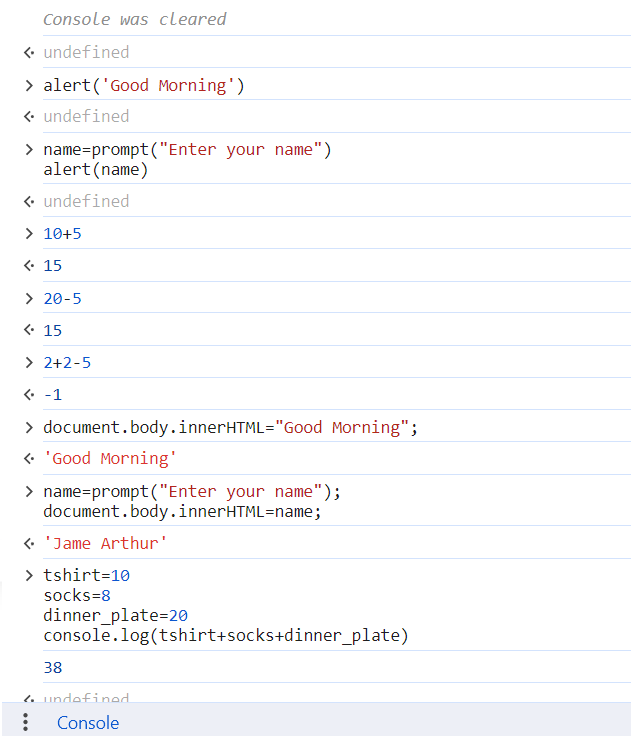 Console was cleared
undefined
alert('Good Morning')
undefined
name=prompt("Enter your name")
alert(name)
undefined
10+5
15
20-5
15
2+2-5
-1
document.body.innerHTML="Good Morning";
'Good Morning'
name=prompt("Enter your name");
document.body.innerHTML=name;
'Jame Arthur'
tshirt=10
socks=8
dinner_plate=20
console.log(tshirt+socks+dinner_plate)
38
undefined
Console